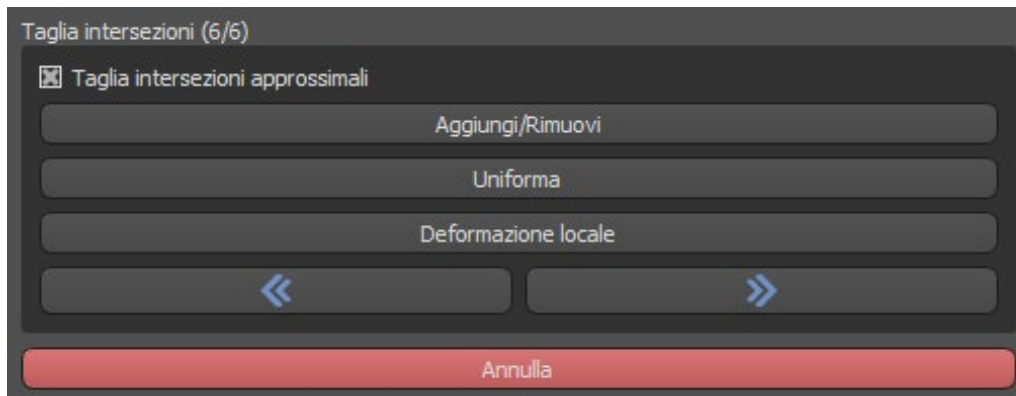 Taglia intersezioni (6/6)
Taglia intersezioni approssimali
Aggiungi/Rimuovi
Uniforma
Deformazione locale
Annulla